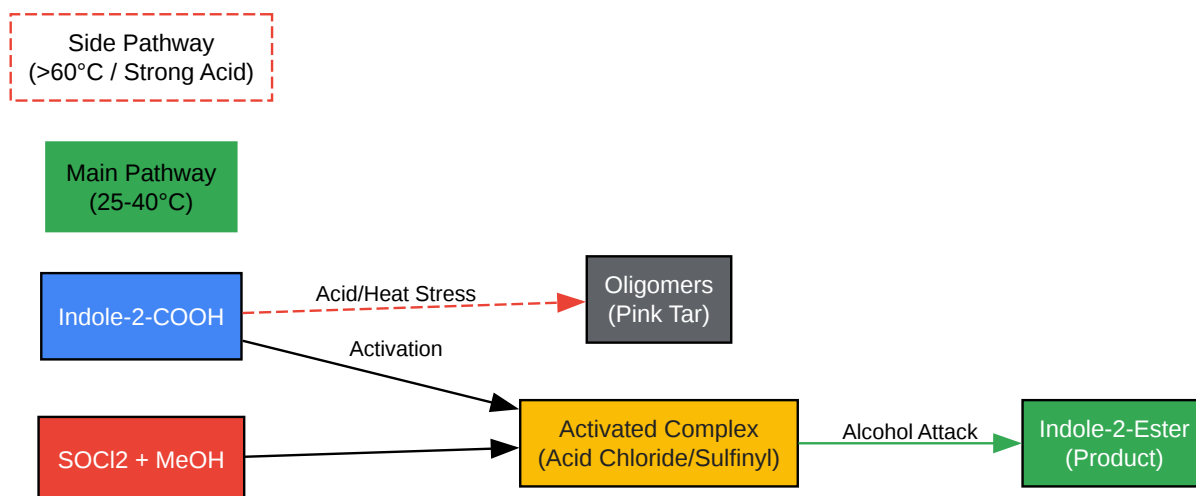 Side Pathway
(>60°C / Strong Acid)
Main Pathway
(25-40°C)
Indole-2-COOH
Acid/Heat Stress
Oligomers
(Pink Tar)
Activation
SOCl2 + MeOH
Activated Complex
(Acid Chloride/Sulfinyl)
Alcohol Attack
Indole-2-Ester
(Product)